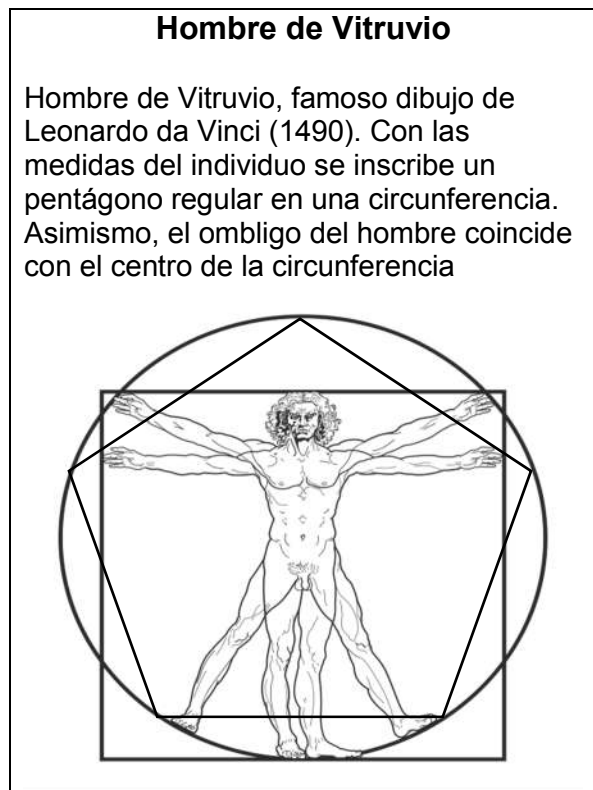 Hombre de Vitruvio
Hombre de Vitruvio, famoso dibujo de
Leonardo da Vinci (1490). Con las
medidas del individuo se inscribe un
pentágono regular en una circunferencia.
Asimismo, el ombligo del hombre coincide
con el centro de la circunferencia